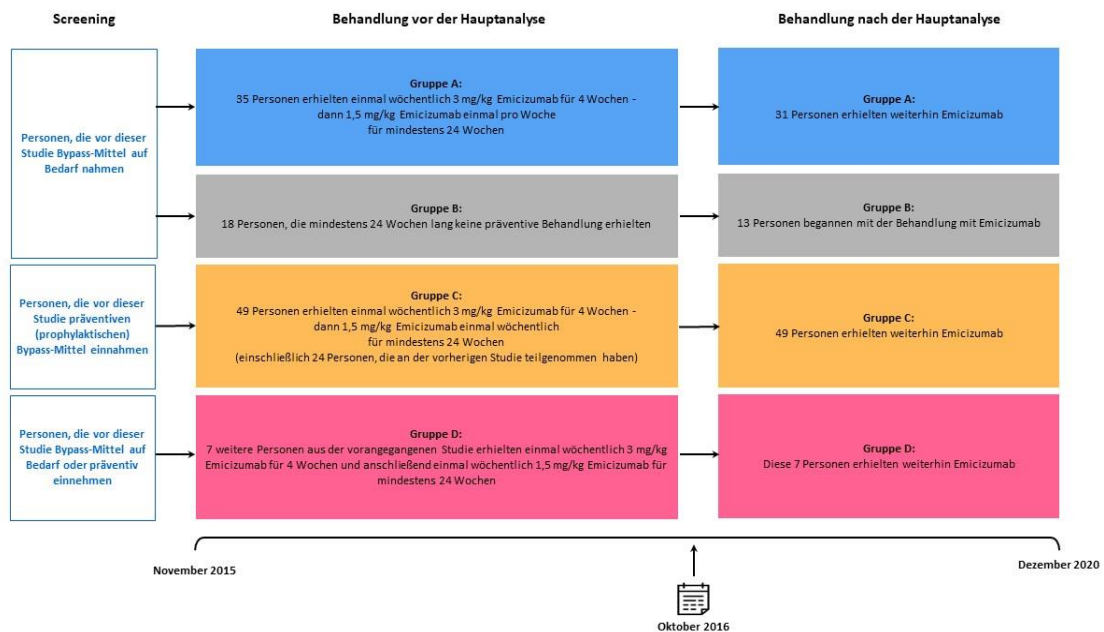 Screening
Behandlung vor der Hauptanalyse
Behandlung nach der Hauptanalyse
Personen, die vor dieser
Studie Bypass-Mittel auf
Bedarf nahmen
Gruppe A:
35 Personen erhielten einmal wöchentlich 3 mg/kg Emicizumab für 4 Wochen -
dann 1,5 mg/kg Emicizumab einmal pro Woche
für mindestens 24 Wochen
Gruppe A:
31 Personen erhielten weiterhin Emicizumab
Gruppe B:
18 Personen, die mindestens 24 Wochen lang keine präventive Behandlung erhielten
Gruppe B:
13 Personen begannen mit der Behandlung mit Emicizumab
Personen, die vor dieser
Studie präventiven
(prophylaktischen)
Bypass-Mittel einnahmen
Gruppe C:
49 Personen erhielten einmal wöchentlich 3 mg/kg Emicizumab für 4 Wochen -
dann 1,5 mg/kg Emicizumab einmal wöchentlich
für mindestens 24 Wochen
(einschließlich 24 Personen, die an der vorherigen Studie teilgenommen haben)
Gruppe C:
49 Personen erhielten weiterhin Emicizumab
Personen, die vor dieser
Studie Bypass-Mittel auf
Bedarf oder präventiv
einnehmen
Gruppe D:
7 weitere Personen aus der vorangegangenen Studie erhielten einmal wöchentlich 3 mg/kg
Emicizumab für 4 Wochen und anschließend einmal wöchentlich 1,5 mg/kg Emicizumab für
mindestens 24 Wochen
Gruppe D:
Diese 7 Personen erhielten weiterhin Emicizumab
November 2015
Oktober 2016
Dezember 2020